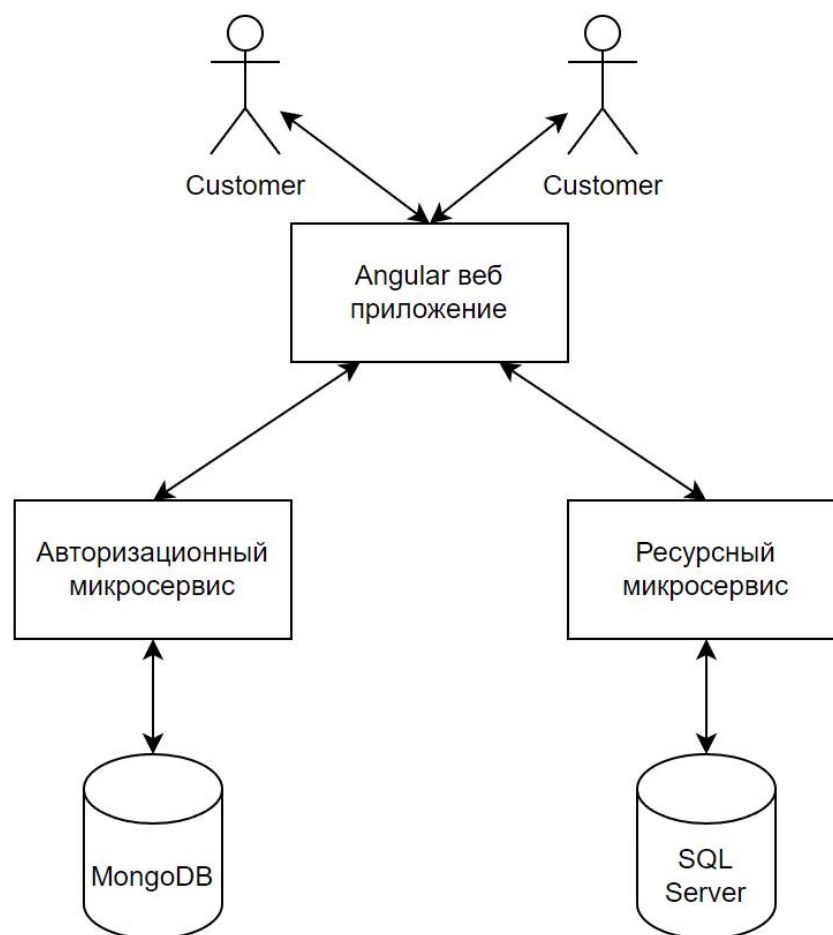 Customer
Customer
Angular веб
приложение
Авторизационный
микросервис
Ресурсный
микросервис
MongoDB
SQL
Server